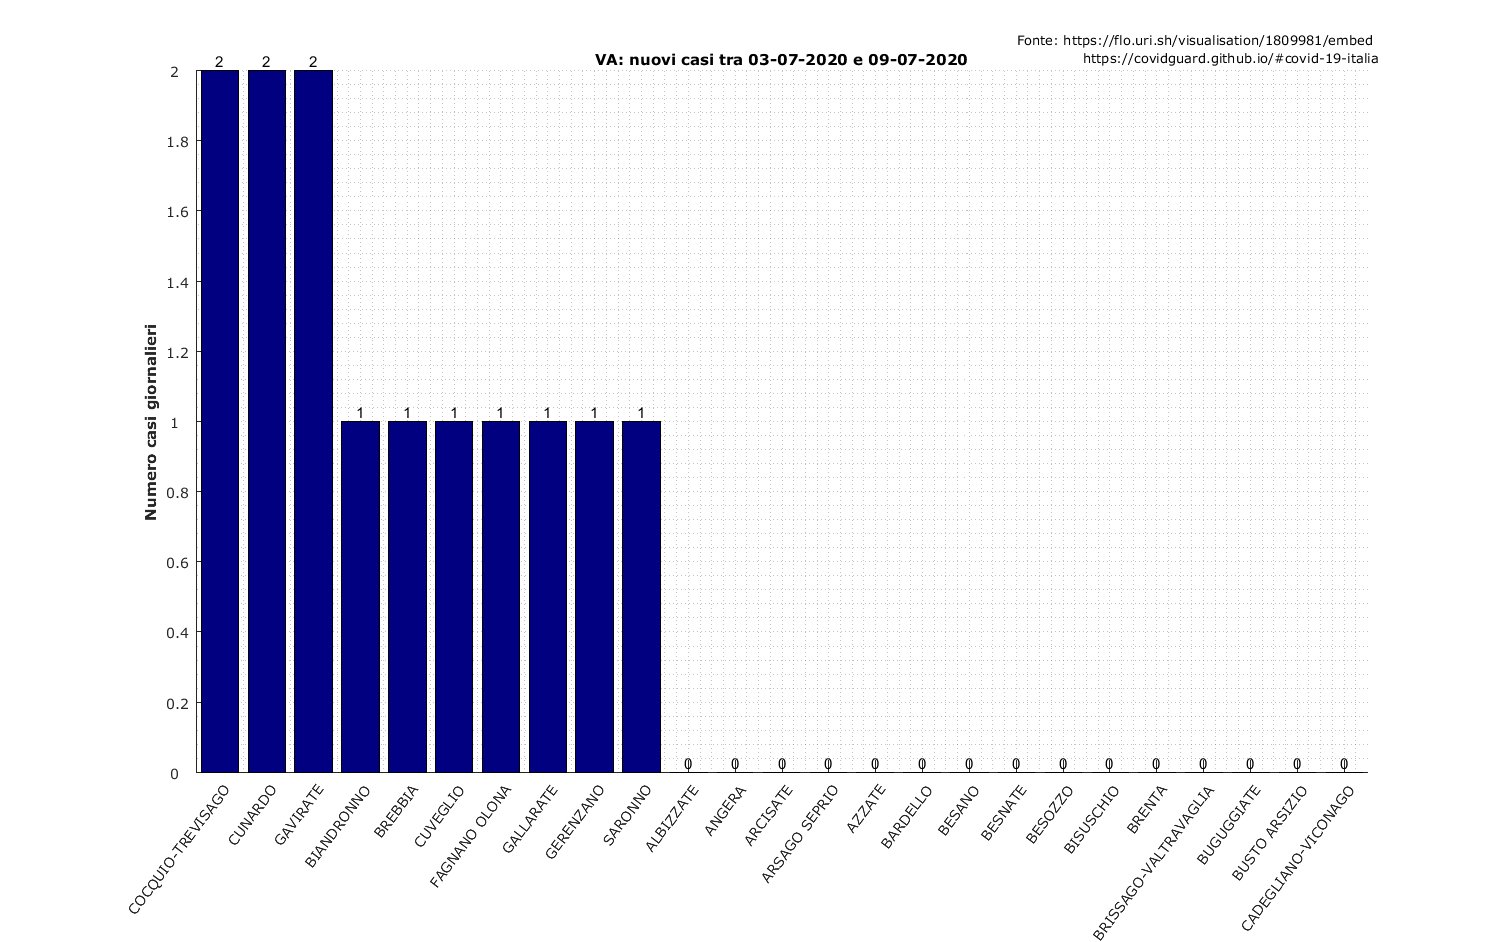 Fonte: https://flo.uri.sh/visualisation/1809981/embed
https://covidguard.github.io/#covid-19-italia
VA: nuovi casi tra 03-07-2020 e 09-07-2020
Numero casi giornalieri
2
1.8
1.6
1.4
1.2
1
0.8
0.6
0.4
0.2
0
2 2 2 1 1 1 1 1 1 1 0 0 0 0 0 0 0 0 0 0 0 0 0 0 0
COCQUIO-TREVISAGO
CUNARDO
GAVIRATE
BIANDRONNO
BREBBIA
CUVEGLIO
FAGNANO OLONA
GALLARATE
GERENZANO
SARONNO
ALBIZZATE
ANGERA
ARCISATE
ARSAGO SEPRIO
AZZATE
BARDELLO
BESANO
BESNATE
BESOZZO
BISUSCHIO
BRENTA
BRISSAGO-VALTRAVAGLIA
BUGUGGIATE
BUSTO ARSIZIO
CADEGLIANO-VICONAGO